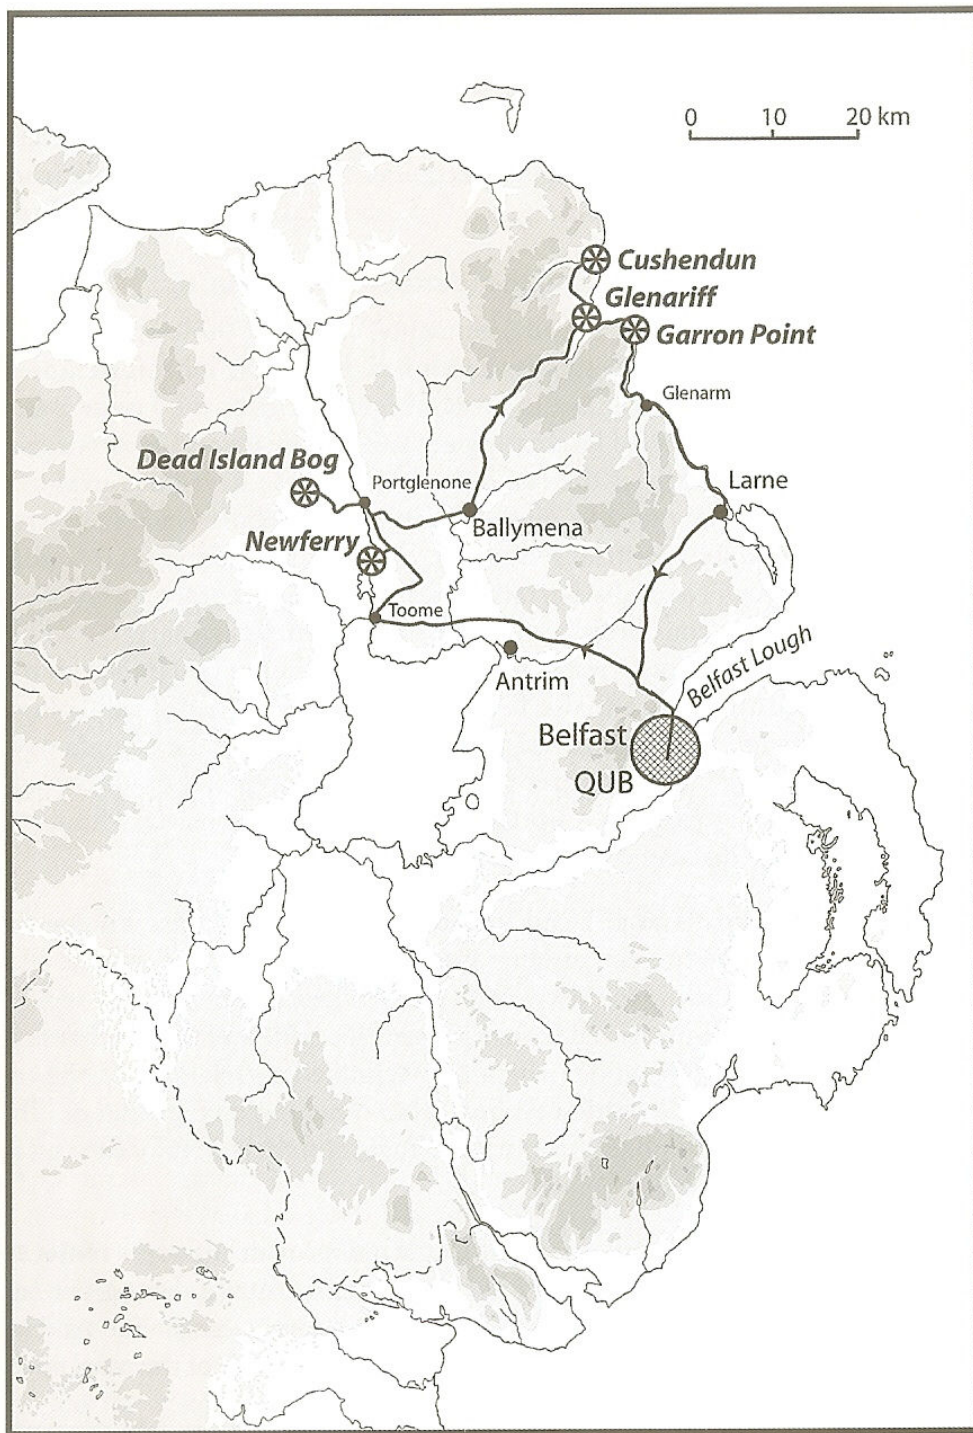 0 10 20 km
Cushendun
Glenariff
Garron Point
Glenarm
Dead Island Bog
Portglenone
Larne
Ballymena
Newferry
Toome
Antrim
Belfast Lough
Belfast
QUB